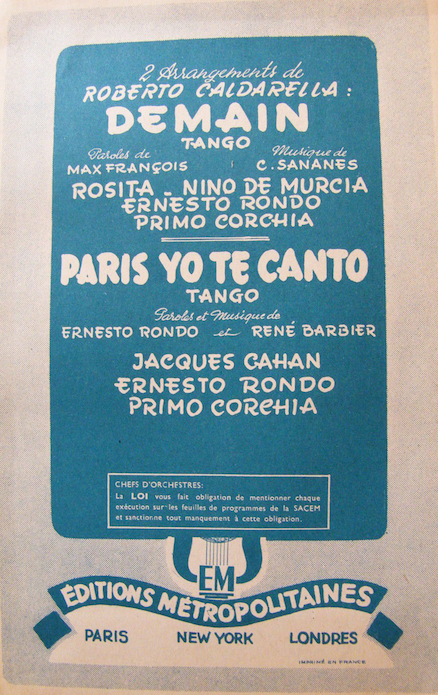 2 Arrangements de
ROBERTO CALDARELLA :
DEMAIN
TANGO
Paroles de Musique de
MAX FRANÇOIS C. SANANES
ROSITA - NINO DE MURCIA
ERNESTO RONDO
PRIMO CORCHIA
PARIS YO TE CANTO
TANGO
Paroles et Musique de
ERNESTO RONDO et RENÉ BARBIER
JACQUES CAHAN
ERNESTO RONDO
PRIMO CORCHIA
CHEFS D'ORCHESTRES:
La LOI vous fait obligation de mentionner chaque
exécution sur les feuilles de programmes de la SACEM
et sanctionne tout manquement à cette obligation.
EM
ÉDITIONS MÉTROPOLITAINES
PARIS NEW YORK LONDRES
IMPRIMÉ EN FRANCE